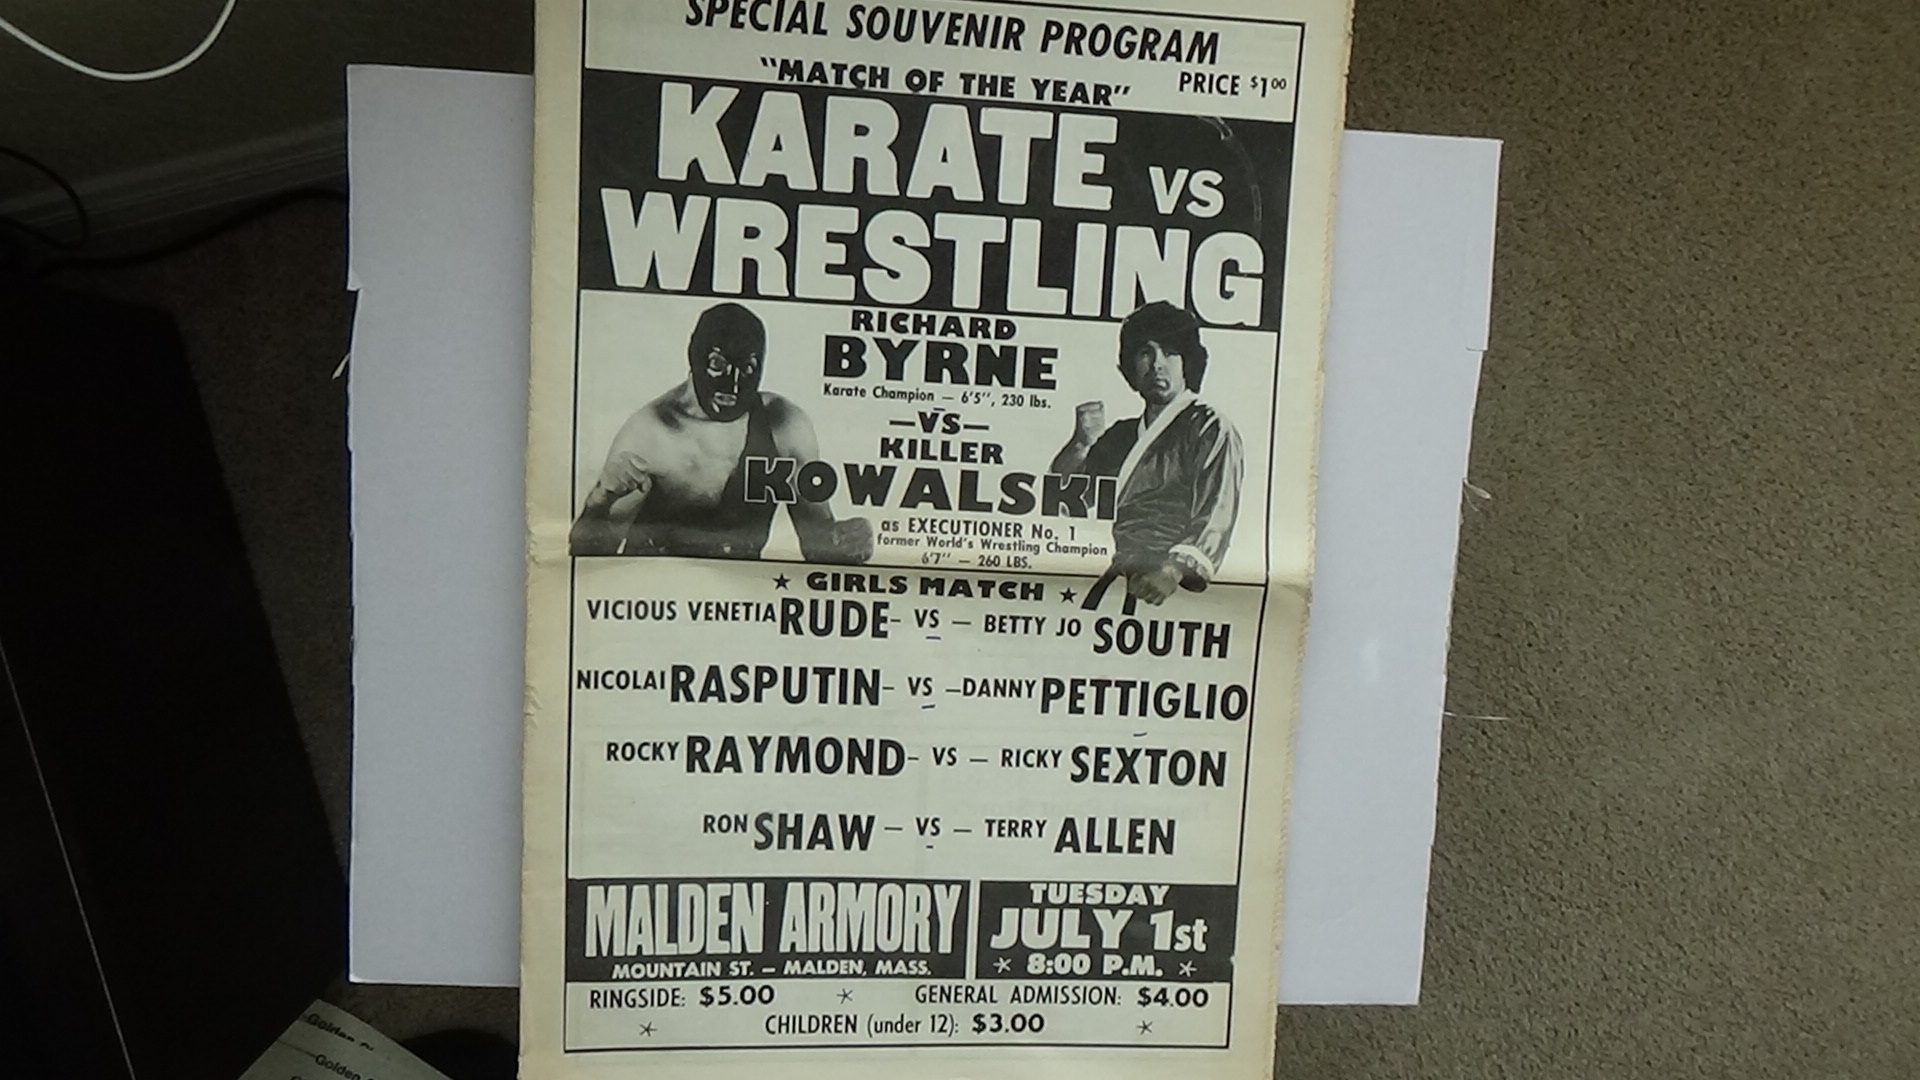 SPECIAL SOUVENIR PROGRAM
"MATCH OF THE YEAR"
PRICE $1.00
KARATE VS
WRESTLING
RICHARD
BYRNE
Karate Champion — 6'5", 230 lbs.
—VS—
KILLER
KOWALSKI
as EXECUTIONER No. 1
former World's Wrestling Champion
6'7" — 260 LBS.
★ GIRLS MATCH ★
VICIOUS VENETIA RUDE - VS - BETTY JO SOUTH
NICOLAI RASPUTIN - VS - DANNY PETTIGLIO
ROCKY RAYMOND - VS - RICKY SEXTON
RON SHAW - VS - TERRY ALLEN
MALDEN ARMORY
MOUNTAIN ST. — MALDEN, MASS.
TUESDAY
JULY 1st
* 8:00 P.M. *
RINGSIDE: $5.00 * GENERAL ADMISSION: $4.00
* CHILDREN (under 12): $3.00 *
Golden
Golden